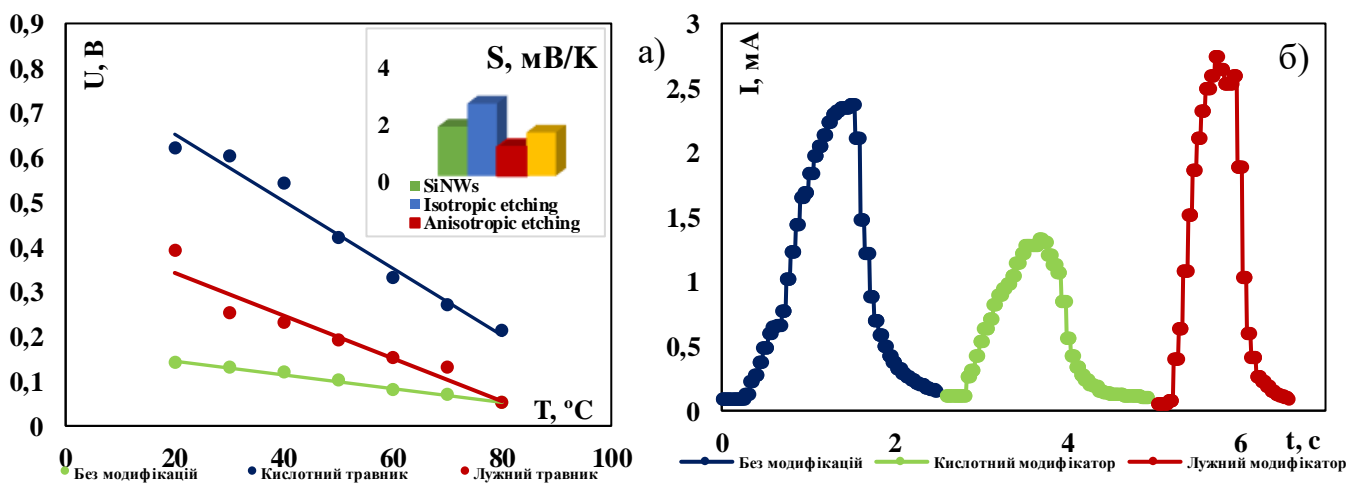 а)
U, В
0,9
0,8
0,7
0,6
0,5
0,4
0,3
0,2
0,1
0
0 20 40 60 80 100
T, ºC
S, мВ/К
4
2
0
SiNWs
Isotropic etching
Anisotropic etching
Без модифікацій Кислотний травник Лужний травник
б)
I, мА
3
2,5
2
1,5
1
0,5
0
2 4 6
t, с
Без модифікацій Кислотний модифікатор Лужний модифікатор